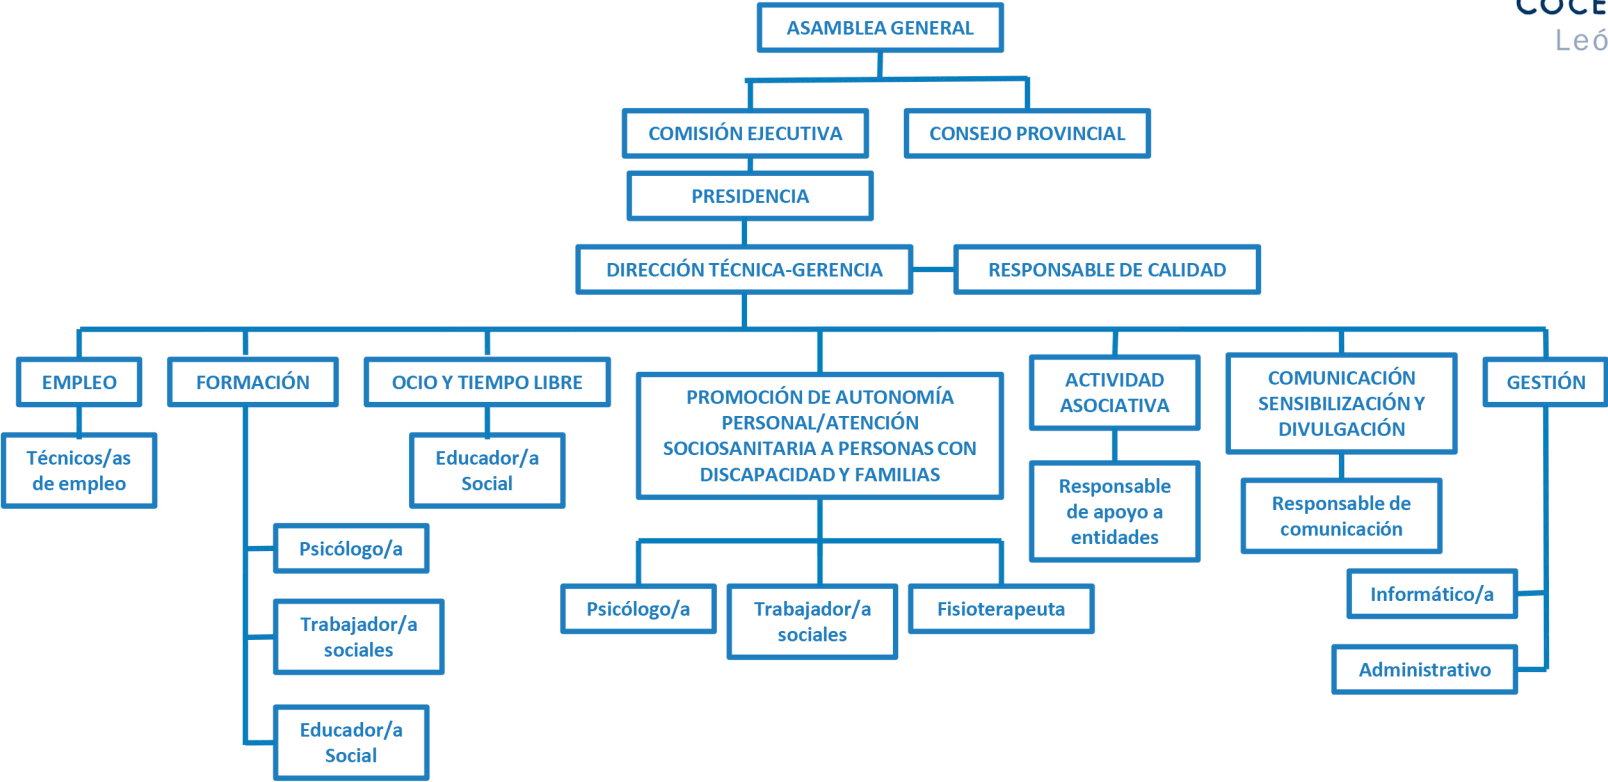 COCE
Leó
ASAMBLEA GENERAL
COMISIÓN EJECUTIVA
CONSEJO PROVINCIAL
PRESIDENCIA
DIRECCIÓN TÉCNICA-GERENCIA
RESPONSABLE DE CALIDAD
EMPLEO
FORMACIÓN
OCIO Y TIEMPO LIBRE
PROMOCIÓN DE AUTONOMÍA
PERSONAL/ATENCIÓN
SOCIOSANITARIA A PERSONAS CON
DISCAPACIDAD Y FAMILIAS
ACTIVIDAD
ASOCIATIVA
COMUNICACIÓN
SENSIBILIZACIÓN Y
DIVULGACIÓN
GESTIÓN
Técnicos/as
de empleo
Educador/a
Social
Responsable
de apoyo a
entidades
Responsable de
comunicación
Psicólogo/a
Trabajador/a
sociales
Educador/a
Social
Psicólogo/a
Trabajador/a
sociales
Fisioterapeuta
Informático/a
Administrativo